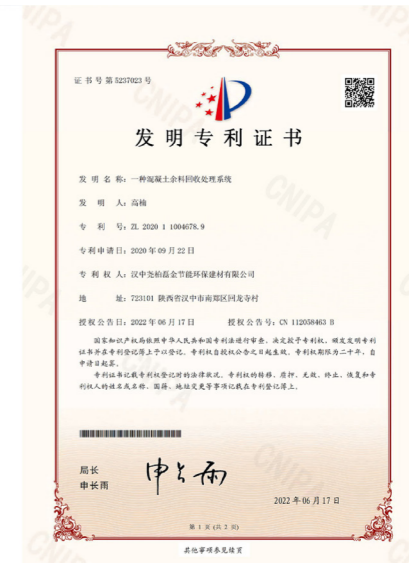 证书号第5237023号
发明专利证书
发明名称：一种混凝土余料回收处理系统
发明人：高楠
专利号：ZL 2020 1 1004678.9
专利申请日：2020年09月22日
专利权人：汉中尧柏磊金节能环保建材有限公司
地址：723101 陕西省汉中市南郑区回龙寺村
授权公告日：2022年06月17日 授权公告号：CN 112058463 B
国家知识产权局依照中华人民共和国专利法进行审查，决定授予专利权，颁发发明专利
证书并在专利登记簿上予以登记。专利权自授权公告之日起生效。专利权期限为二十年，自
申请日起算。
专利证书记载专利权登记时的法律状况。专利权的转移、质押、无效、终止、恢复和专
利权人的姓名或名称、国籍、地址变更等事项记载在专利登记簿上。
局长
申长雨
申长雨
2022年06月17日
第 1 页 (共 2 页)
其他事项参见续页
CNIPA
CNIPA
CNIPA
CNIPA